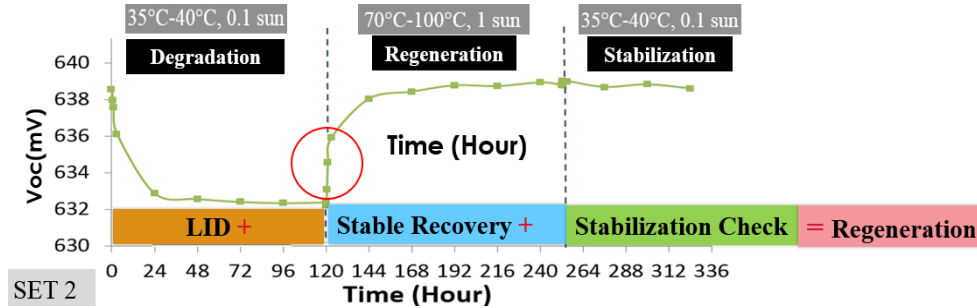 35°C-40°C, 0.1 sun 70°C-100°C, 1 sun 35°C-40°C, 0.1 sun
Degradation Regeneration Stabilization
640
638
636
634
632
630
Voc(mV)
Time (Hour)
LID + Stable Recovery + Stabilization Check = Regeneration
0 24 48 72 96 120 144 168 192 216 240 264 288 312 336
SET 2
Time (Hour)